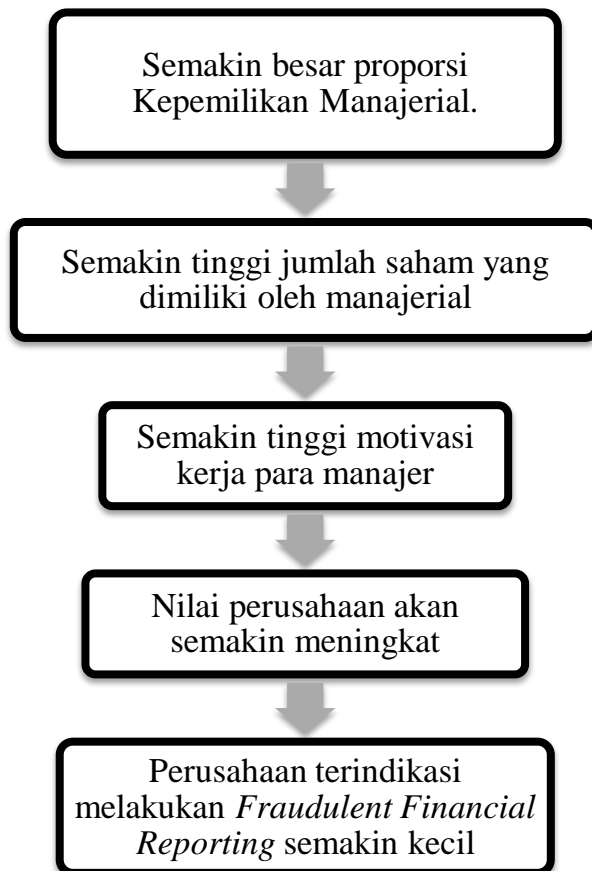 Semakin besar proporsi
Kepemilikan Manajerial.
Semakin tinggi jumlah saham yang
dimiliki oleh manajerial
Semakin tinggi motivasi
kerja para manajer
Nilai perusahaan akan
semakin meningkat
Perusahaan terindikasi
melakukan Fraudulent Financial
Reporting semakin kecil